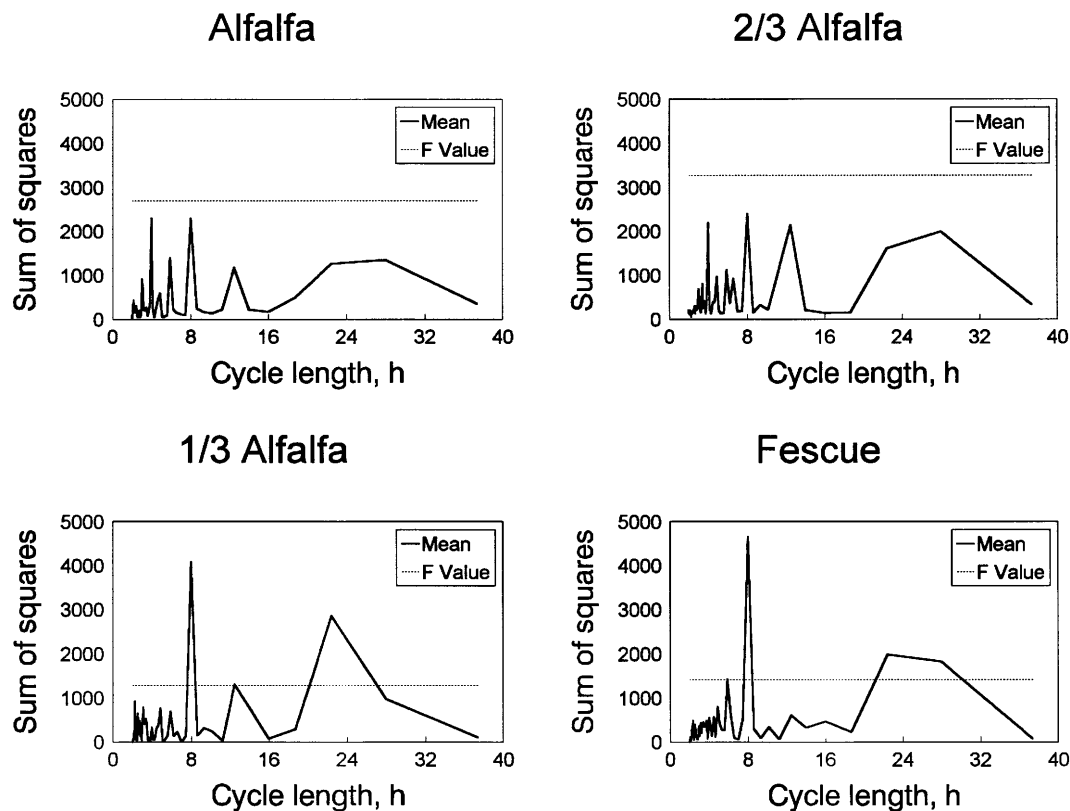 Alfalfa
Sum of squares
5000
4000
3000
2000
1000
0
Mean
F Value
0 8 16 24 32 40
Cycle length, h
2/3 Alfalfa
Sum of squares
5000
4000
3000
2000
1000
0
Mean
F Value
0 8 16 24 32 40
Cycle length, h
1/3 Alfalfa
Sum of squares
5000
4000
3000
2000
1000
0
Mean
F Value
0 8 16 24 32 40
Cycle length, h
Fescue
Sum of squares
5000
4000
3000
2000
1000
0
Mean
F Value
0 8 16 24 32 40
Cycle length, h